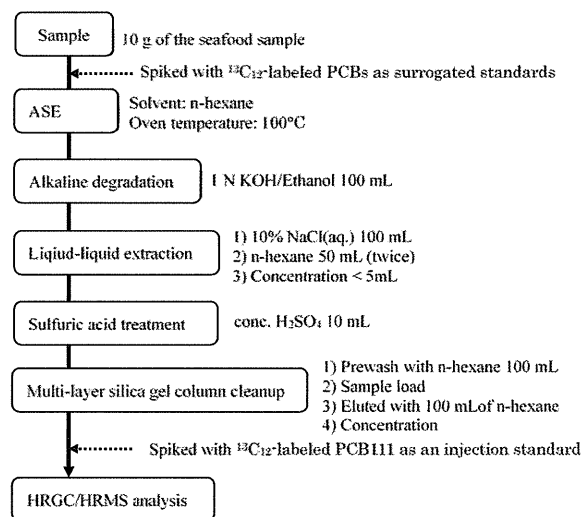 Sample
10 g of the seafood sample
Spiked with ¹³C₁₂-labeled PCBs as surrogated standards
ASE
Solvent: n-hexane
Oven temperature: 100°C
Alkaline degradation
1 N KOH/Ethanol 100 mL
Liqiud-liquid extraction
1) 10% NaCl(aq.) 100 mL
2) n-hexane 50 mL (twice)
3) Concentration < 5mL
Sulfuric acid treatment
conc. H₂SO₄ 10 mL
Multi-layer silica gel column cleanup
1) Prewash with n-hexane 100 mL
2) Sample load
3) Eluted with 100 mLof n-hexane
4) Concentration
Spiked with ¹³C₁₂-labeled PCB111 as an injection standard
HRGC/HRMS analysis